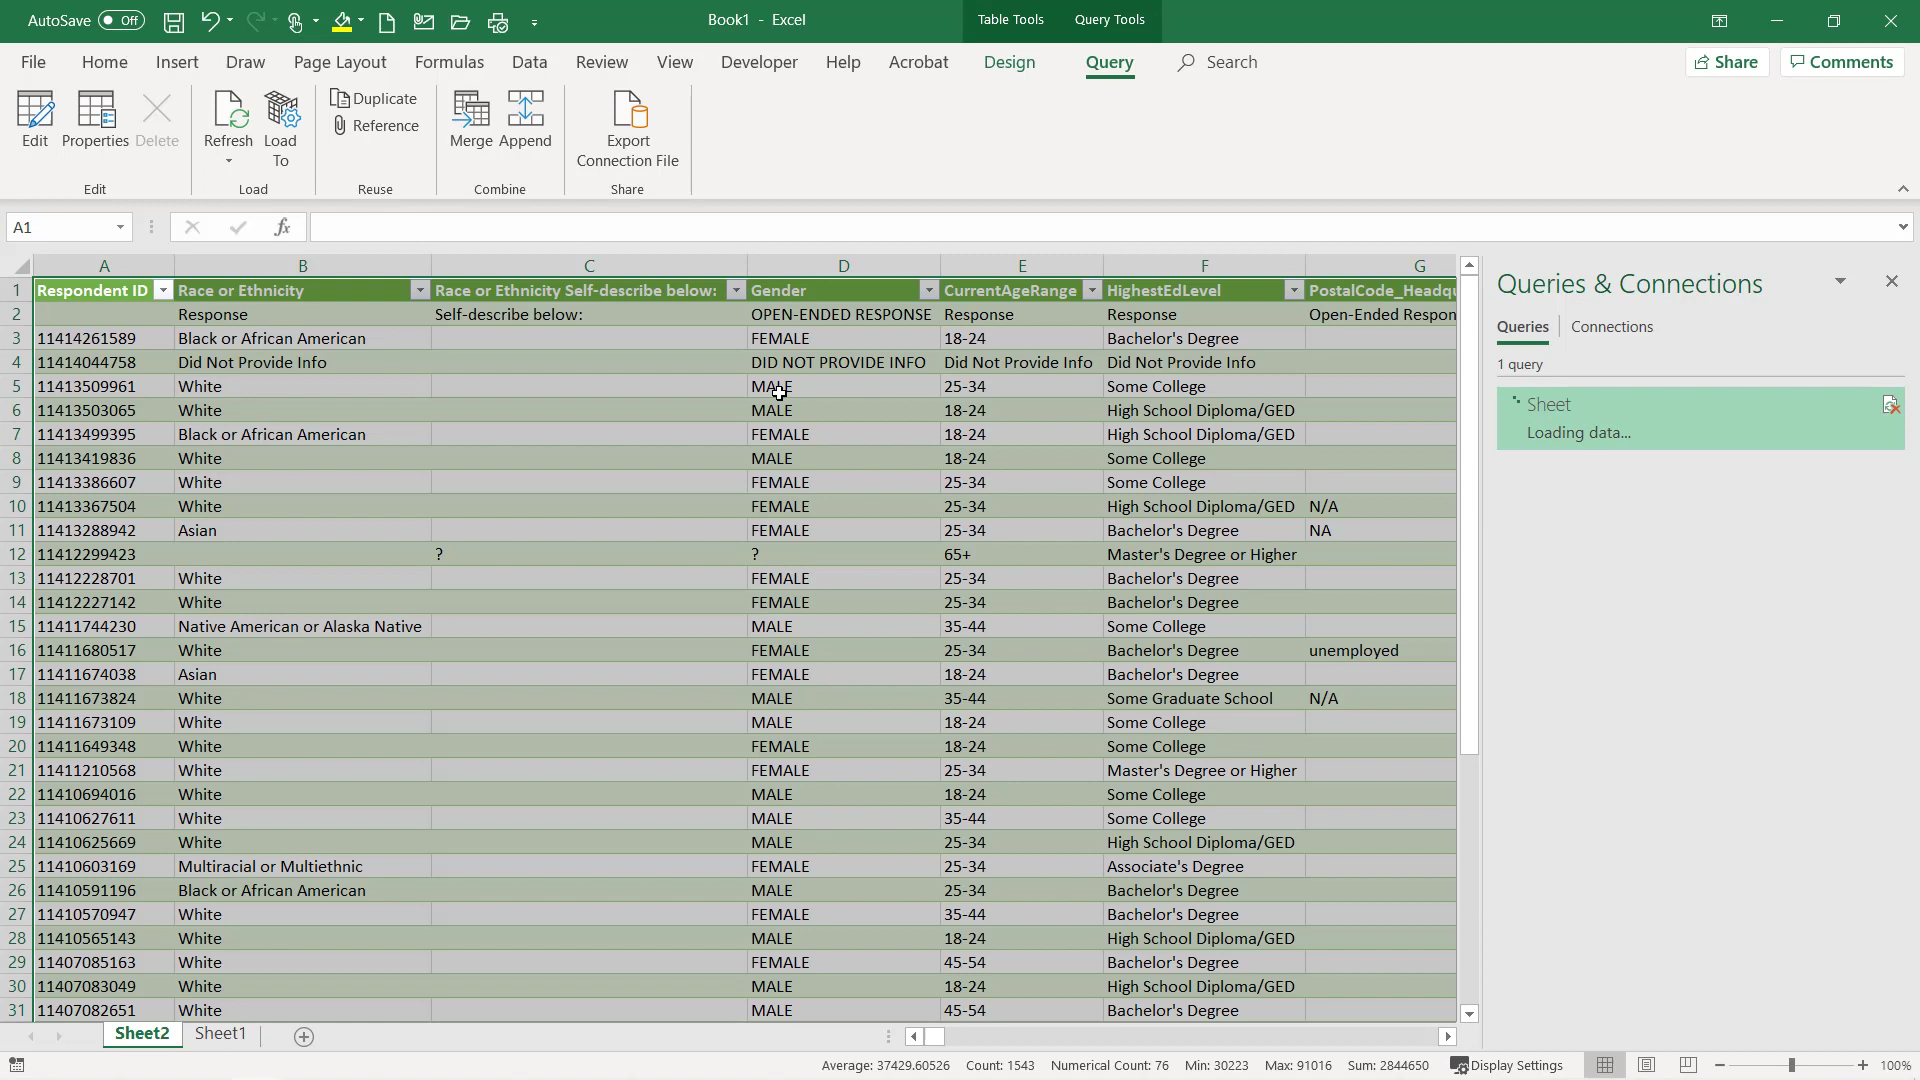 AutoSave Off Book1 - Excel Table Tools Query Tools
File Home Insert Draw Page Layout Formulas Data Review View Developer Help Acrobat Design Query Search Share Comments
Edit Properties Delete Refresh Load To Duplicate Reference Merge Append Export Connection File
Edit Load Reuse Combine Share
A1 fx
A B C D E F G
1 Respondent ID Race or Ethnicity Race or Ethnicity Self-describe below: Gender CurrentAgeRange HighestEdLevel PostalCode_Headqu
2 Response Self-describe below: OPEN-ENDED RESPONSE Response Response Open-Ended Respon
3 11414261589 Black or African American FEMALE 18-24 Bachelor's Degree
4 11414044758 Did Not Provide Info DID NOT PROVIDE INFO Did Not Provide Info Did Not Provide Info
5 11413509961 White MALE 25-34 Some College
6 11413503065 White MALE 18-24 High School Diploma/GED
7 11413499395 Black or African American FEMALE 18-24 High School Diploma/GED
8 11413419836 White MALE 18-24 Some College
9 11413386607 White FEMALE 25-34 Some College
10 11413367504 White FEMALE 25-34 High School Diploma/GED N/A
11 11413288942 Asian FEMALE 25-34 Bachelor's Degree NA
12 11412299423 ? ? 65+ Master's Degree or Higher
13 11412228701 White FEMALE 25-34 Bachelor's Degree
14 11412227142 White FEMALE 25-34 Bachelor's Degree
15 11411744230 Native American or Alaska Native MALE 35-44 Some College
16 11411680517 White FEMALE 25-34 Bachelor's Degree unemployed
17 11411674038 Asian FEMALE 18-24 Bachelor's Degree
18 11411673824 White MALE 35-44 Some Graduate School N/A
19 11411673109 White MALE 18-24 Some College
20 11411649348 White FEMALE 18-24 Some College
21 11411210568 White FEMALE 25-34 Master's Degree or Higher
22 11410694016 White MALE 18-24 Some College
23 11410627611 White MALE 35-44 Some College
24 11410625669 White MALE 25-34 High School Diploma/GED
25 11410603169 Multiracial or Multiethnic FEMALE 25-34 Associate's Degree
26 11410591196 Black or African American MALE 25-34 Bachelor's Degree
27 11410570947 White FEMALE 35-44 Bachelor's Degree
28 11410565143 White MALE 18-24 High School Diploma/GED
29 11407085163 White FEMALE 45-54 Bachelor's Degree
30 11407083049 White MALE 18-24 High School Diploma/GED
31 11407082651 White MALE 45-54 Bachelor's Degree
Queries & Connections
Queries Connections
1 query
Sheet
Loading data...
Sheet2 Sheet1
Average: 37429.60526 Count: 1543 Numerical Count: 76 Min: 30223 Max: 91016 Sum: 2844650 Display Settings 100%